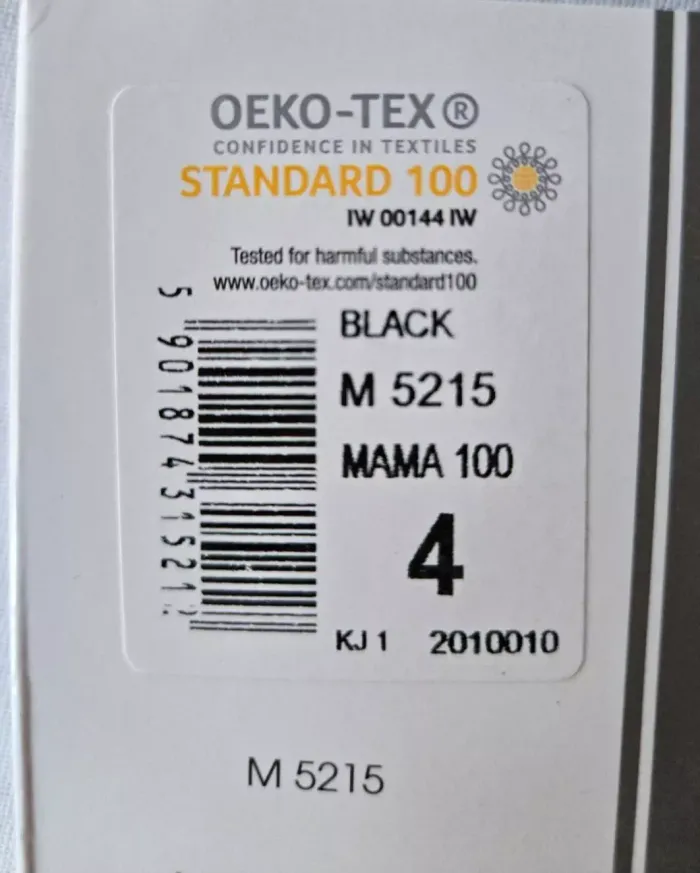 OEKO-TEX®
CONFIDENCE IN TEXTILES
STANDARD 100
IW 00144 IW
Tested for harmful substances.
www.oeko-tex.com/standard100
5 901874 315212
BLACK
M 5215
MAMA 100
4
KJ 1 2010010
M 5215